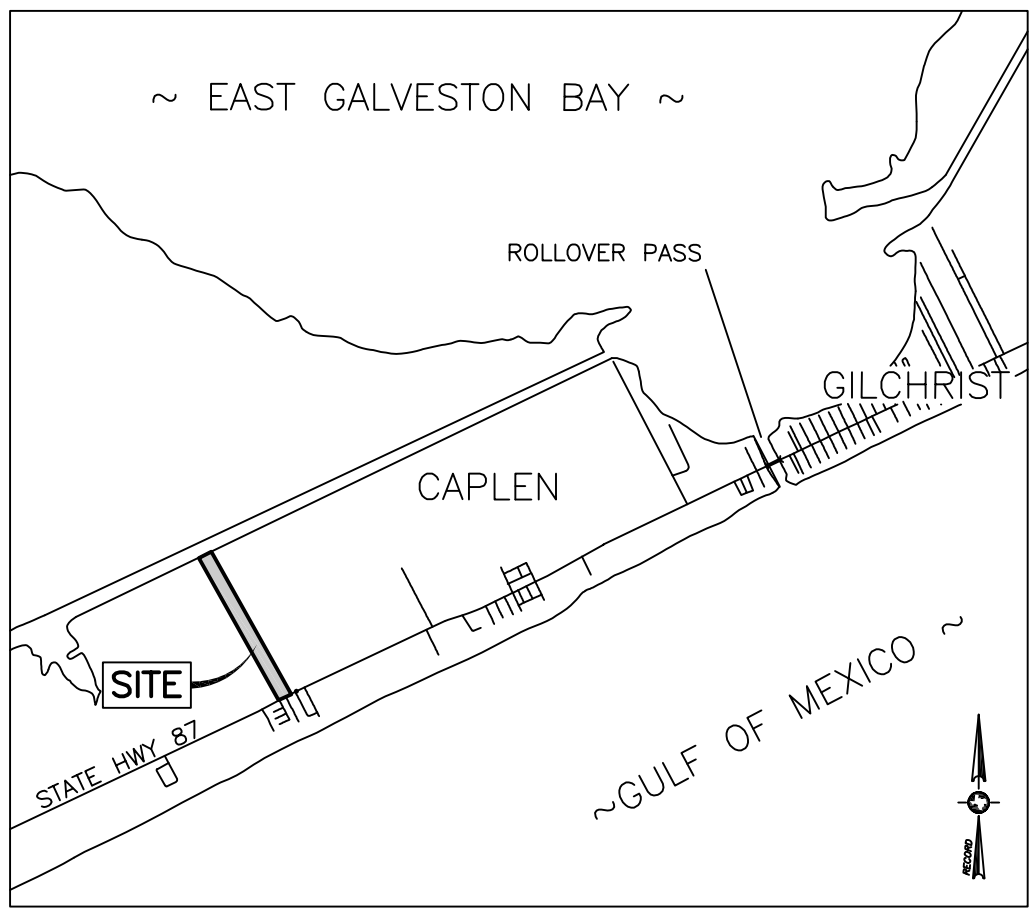 ~ EAST GALVESTON BAY ~
ROLLOVER PASS
GILCHRIST
CAPLEN
SITE
STATE HWY 87
~GULF OF MEXICO ~
RECORD